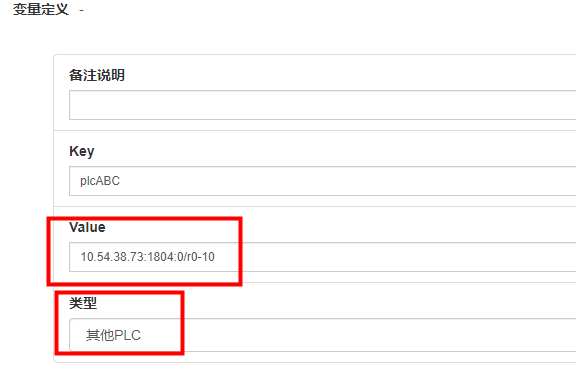 变量定义 -
备注说明
Key
plcABC
Value
10.54.38.73:1804:0/r0-10
类型
其他PLC